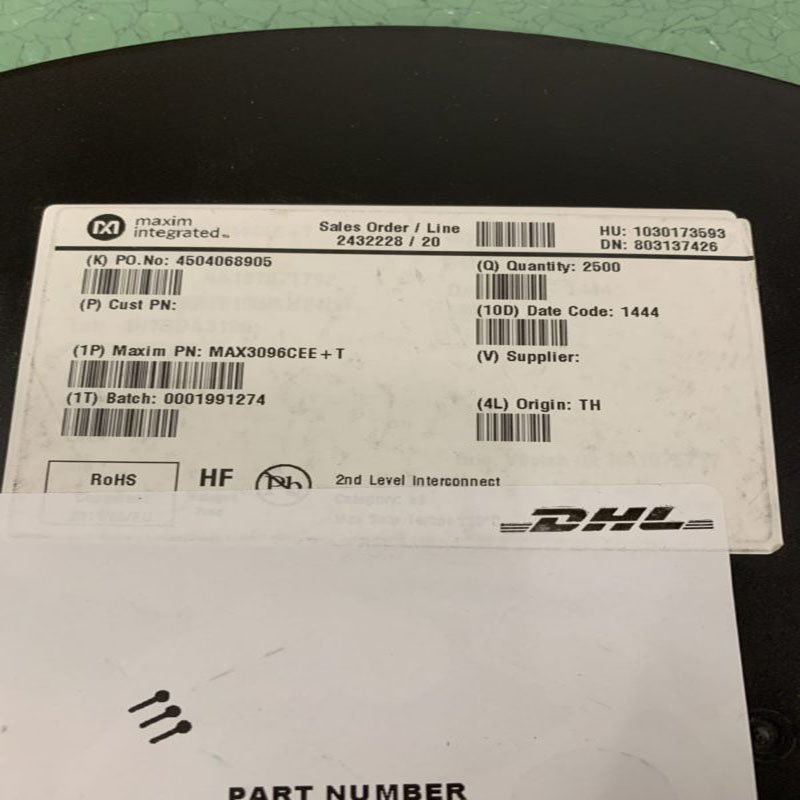 maxim
integrated™
Sales Order / Line
2432228 / 20
HU: 1030173593
DN: 803137426
(K) PO.No: 4504068905
(Q) Quantity: 2500
(P) Cust PN:
(10D) Date Code: 1444
(1P) Maxim PN: MAX3096CEE+T
(V) Supplier:
(1T) Batch: 0001991274
(4L) Origin: TH
RoHS
HF
Pb
2nd Level Interconnect
DHL
PART NUMBER